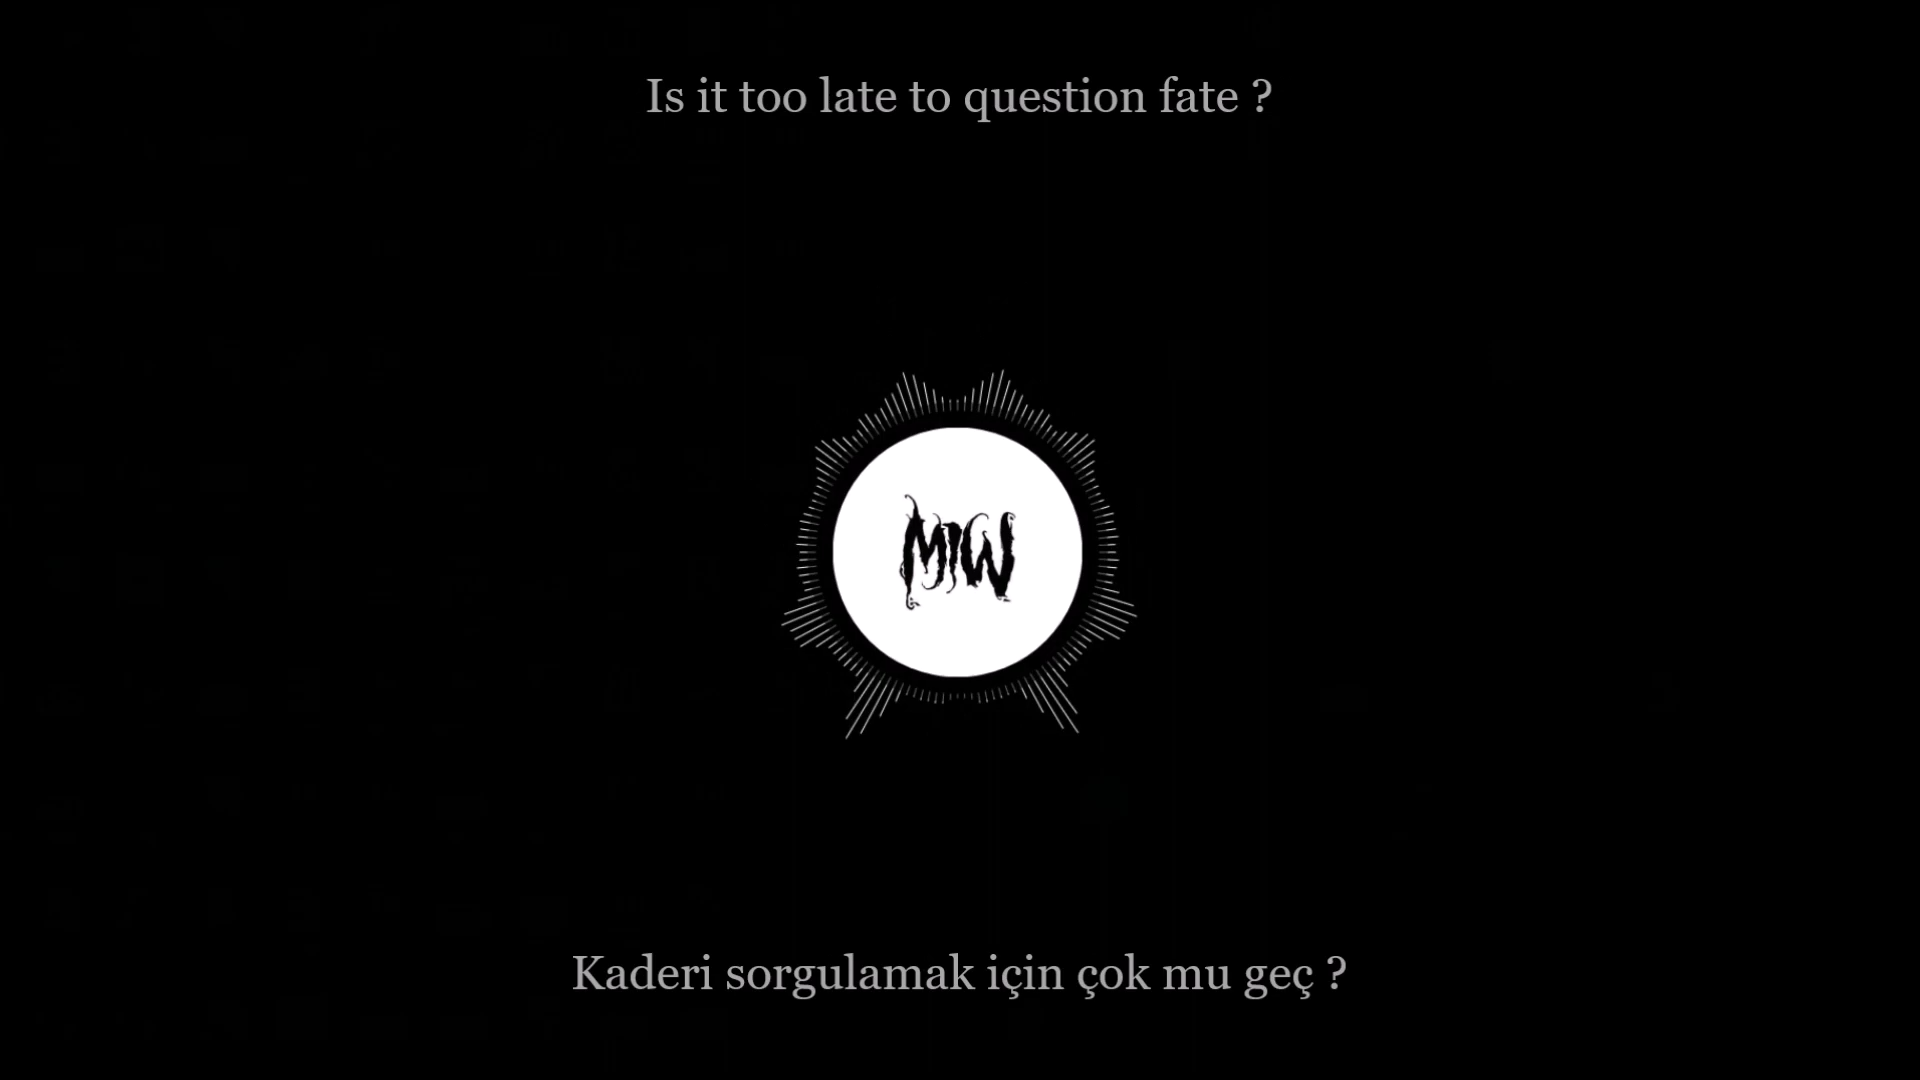 Is it too late to question fate ?
MIW
Kaderi sorgulamak için çok mu geç ?